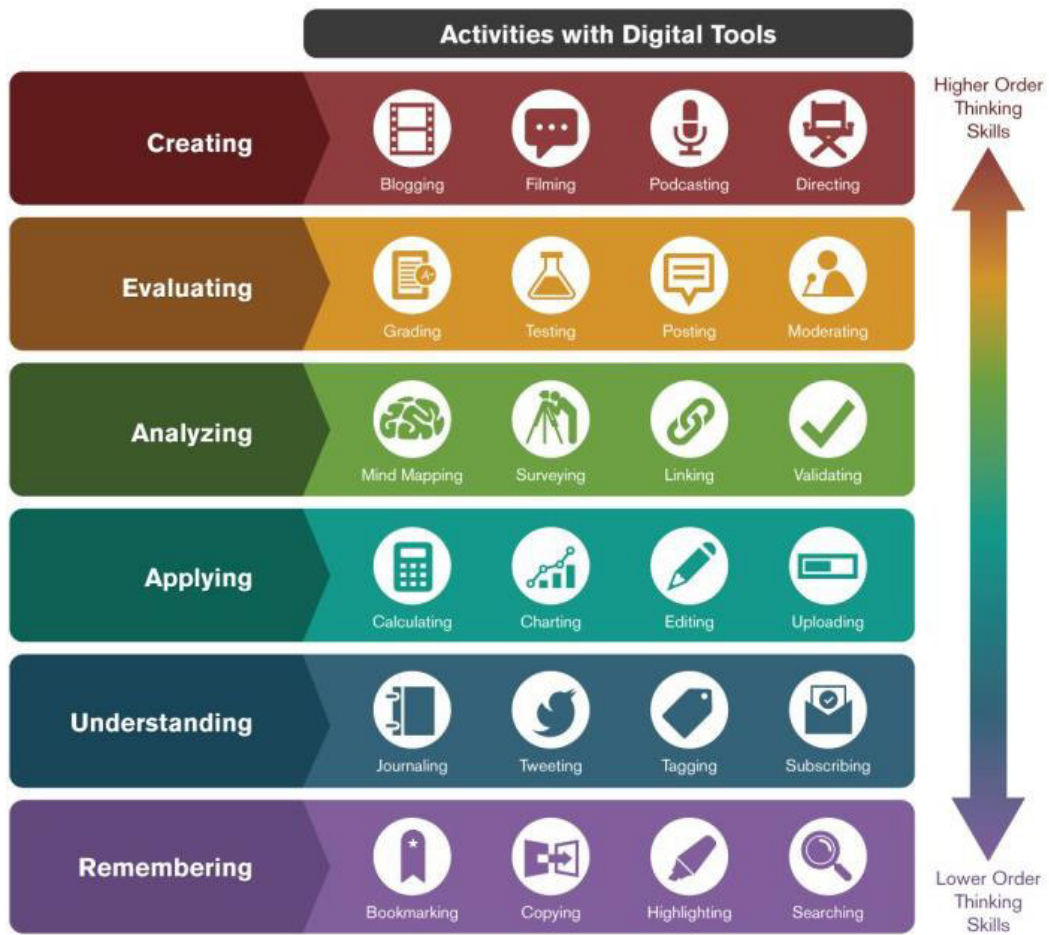 Activities with Digital Tools
Higher Order
Thinking
Skills
Creating
Blogging
Filming
Podcasting
Directing
Evaluating
A+
Grading
Testing
Posting
Moderating
Analyzing
Mind Mapping
Surveying
Linking
Validating
Applying
Calculating
Charting
Editing
Uploading
Understanding
Journaling
Tweeting
Tagging
Subscribing
Remembering
Bookmarking
Copying
Highlighting
Searching
Lower Order
Thinking
Skills